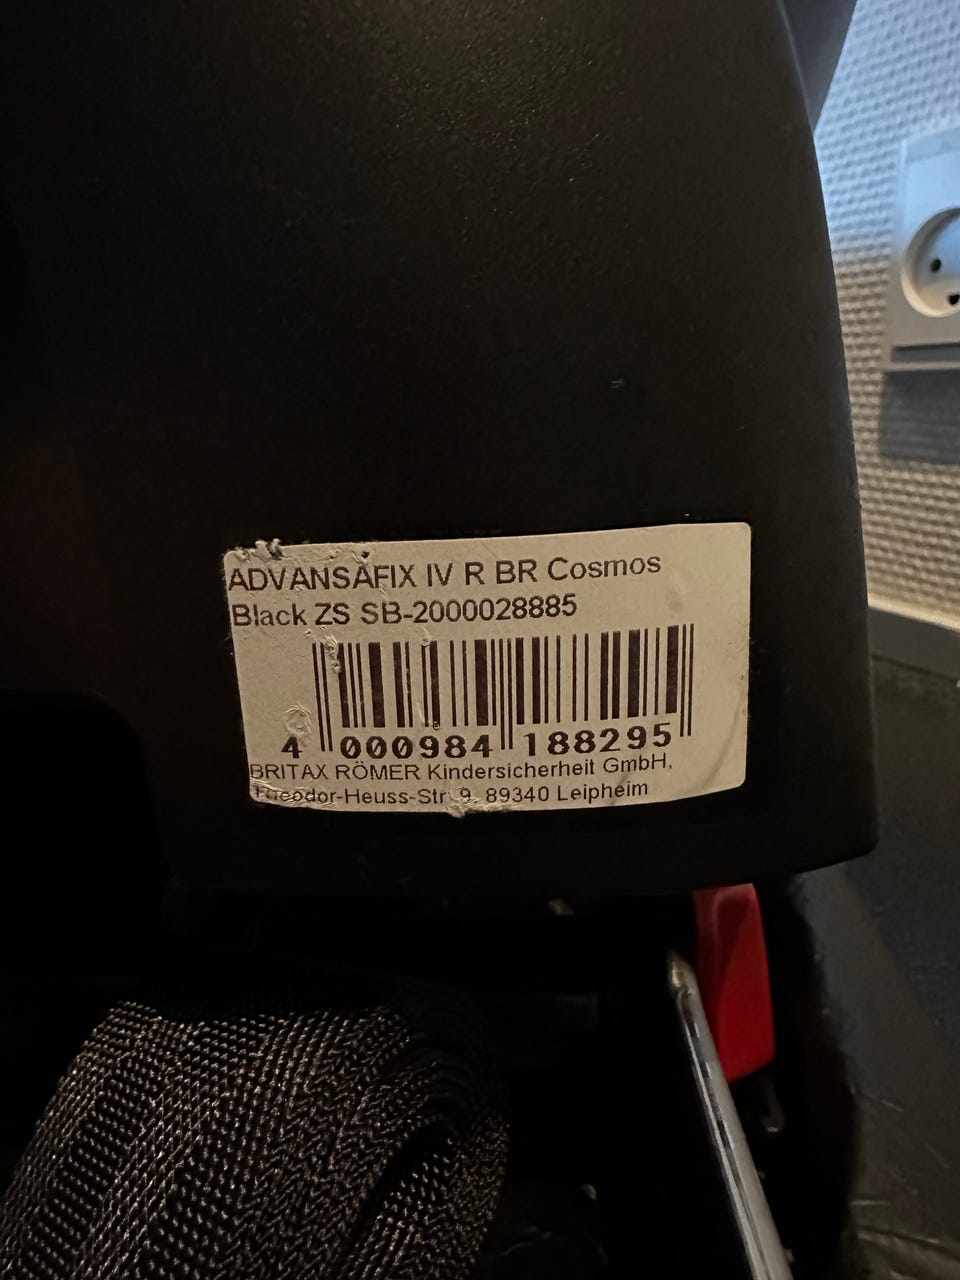 ADVANSAFIX IV R BR Cosmos
Black ZS SB-2000028885
4 000984 188295
BRITAX RÖMER Kindersicherheit GmbH,
Theodor-Heuss-Str. 9, 89340 Leipheim